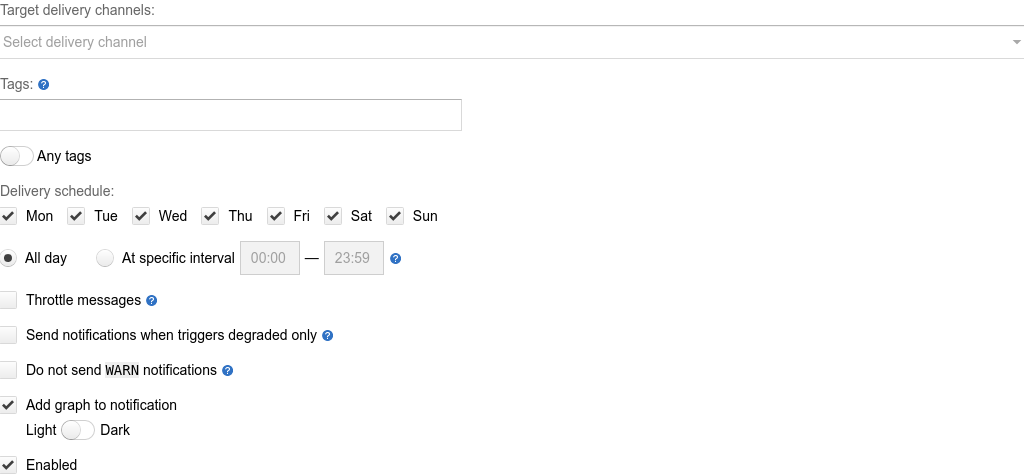 Target delivery channels:
Select delivery channel
Tags: ?
Any tags
Delivery schedule:
Mon Tue Wed Thu Fri Sat Sun
All day At specific interval 00:00 — 23:59 ?
Throttle messages ?
Send notifications when triggers degraded only ?
Do not send WARN notifications ?
Add graph to notification
Light Dark
Enabled